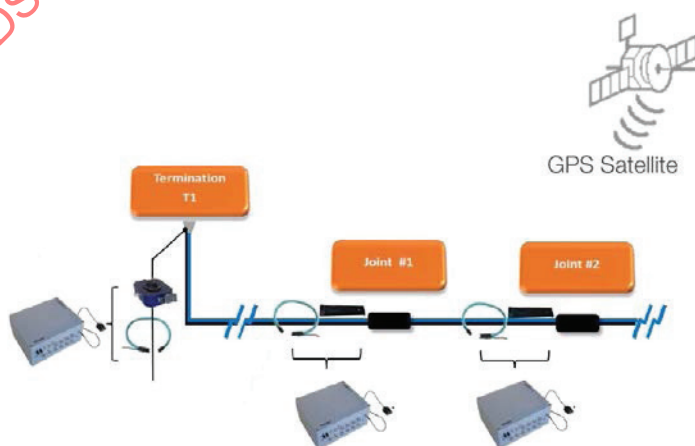 GPS Satellite
Termination
T1
Joint #1
Joint #2